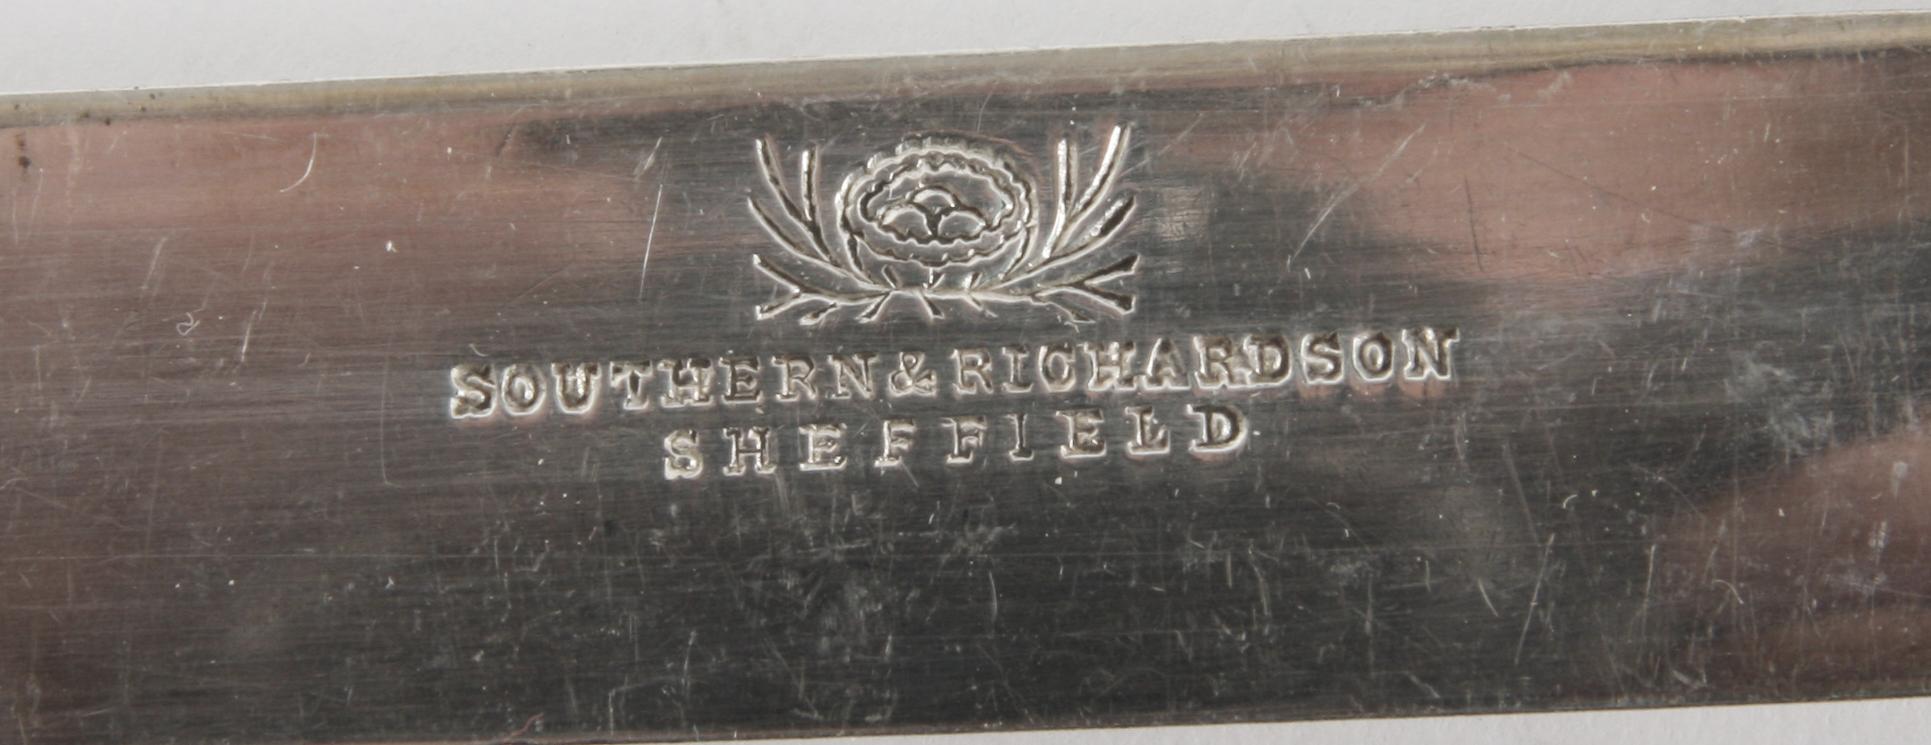 SOUTHERN & RICHARDSON
SHEFFIELD